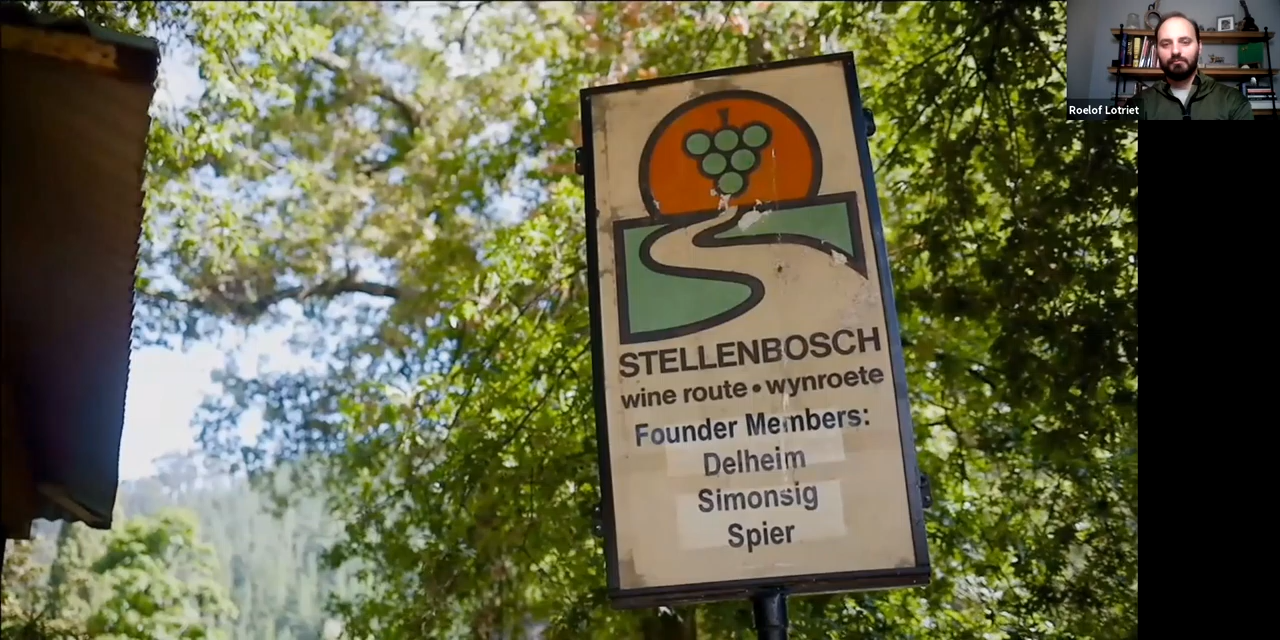 Roelof Lotriet
STELLENBOSCH
wine route • wynroete
Founder Members:
Delheim
Simonsig
Spier